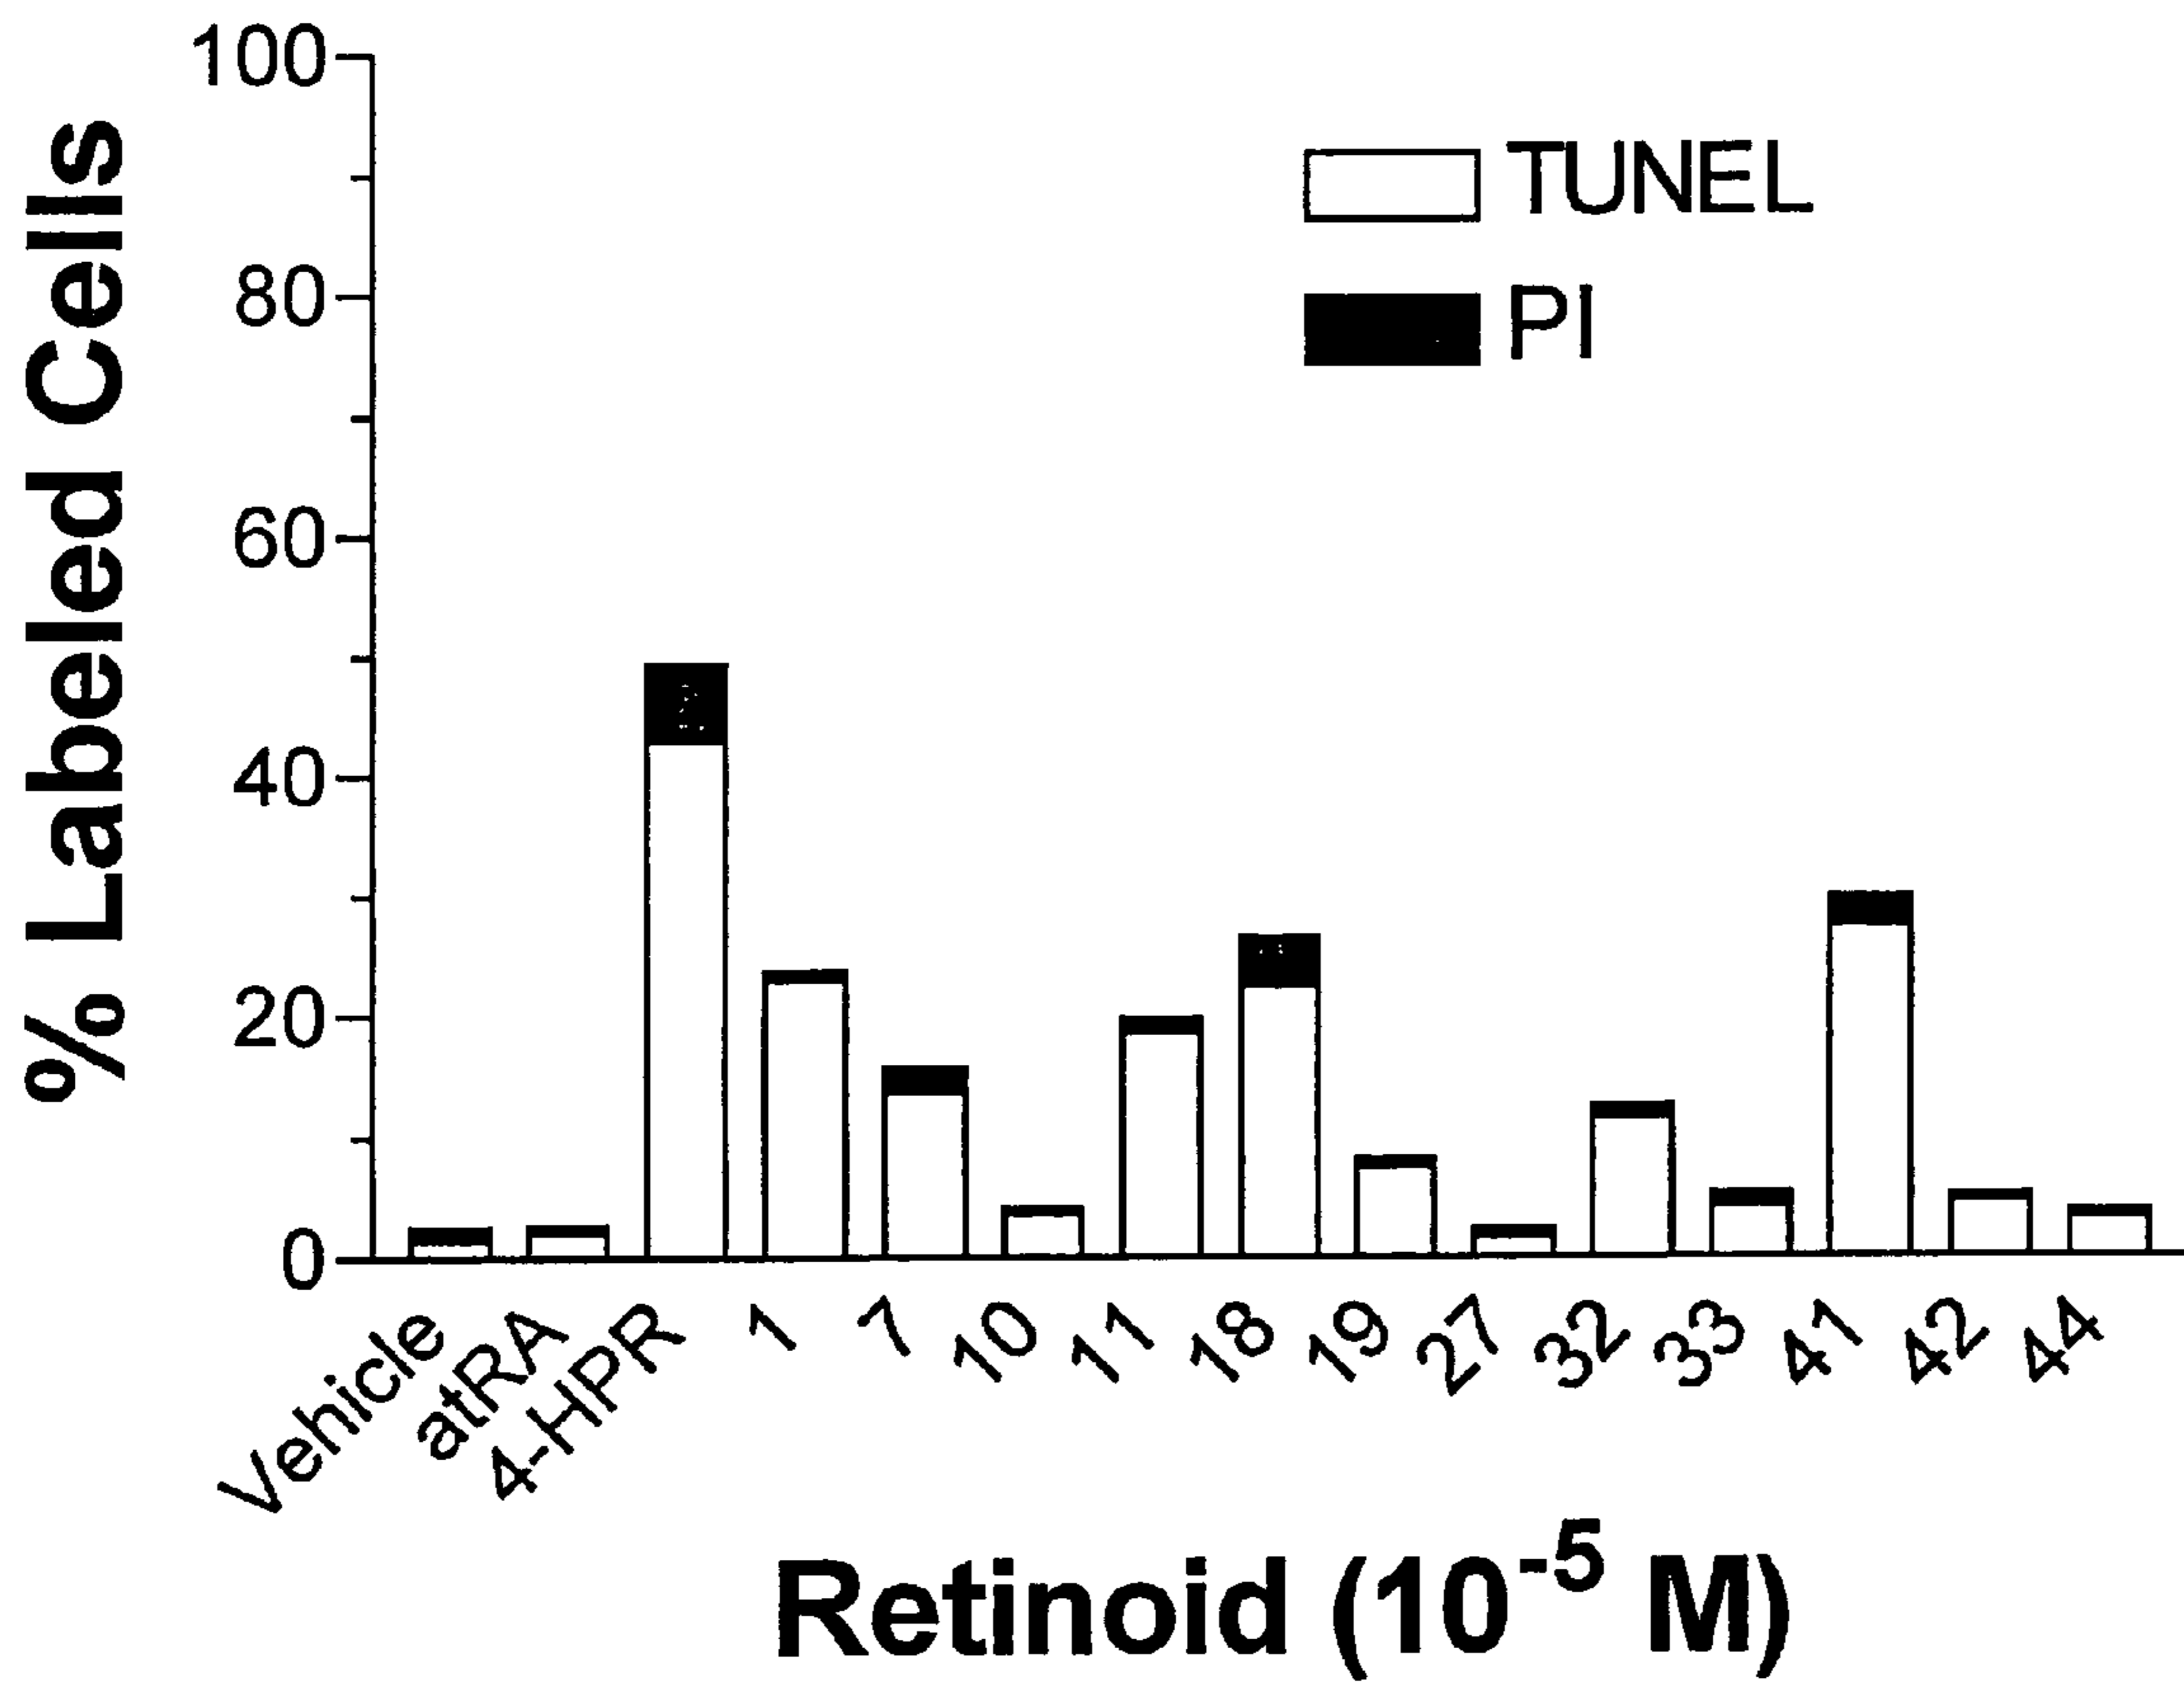 % Labeled Cells
100
80
60
40
20
0
TUNEL
PI
Vehicle
atRA
4-HPR
1
7
10
11
18
19
27
32
33
41
42
44
Retinoid (10⁻⁵ M)